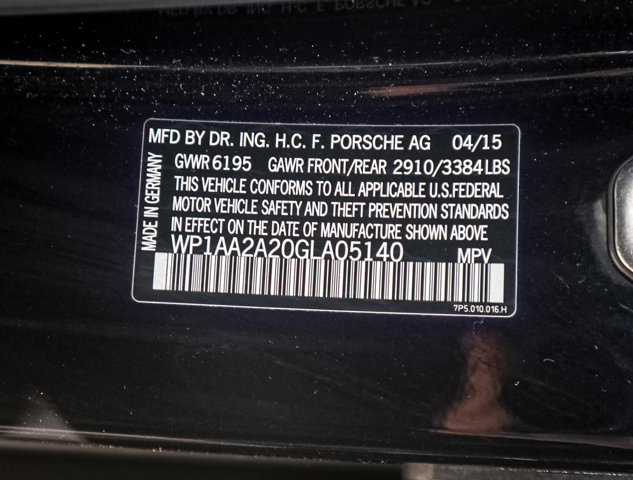 MFD BY DR. ING. H.C. F. PORSCHE AG 04/15
GVWR 6195 GAWR FRONT/REAR 2910/3384LBS
THIS VEHICLE CONFORMS TO ALL APPLICABLE U.S.FEDERAL
MOTOR VEHICLE SAFETY AND THEFT PREVENTION STANDARDS
IN EFFECT ON THE DATE OF MANUFACTURE SHOWN ABOVE
WP1AA2A20GLA05140 MPV
7P5.010.016.H
MADE IN GERMANY